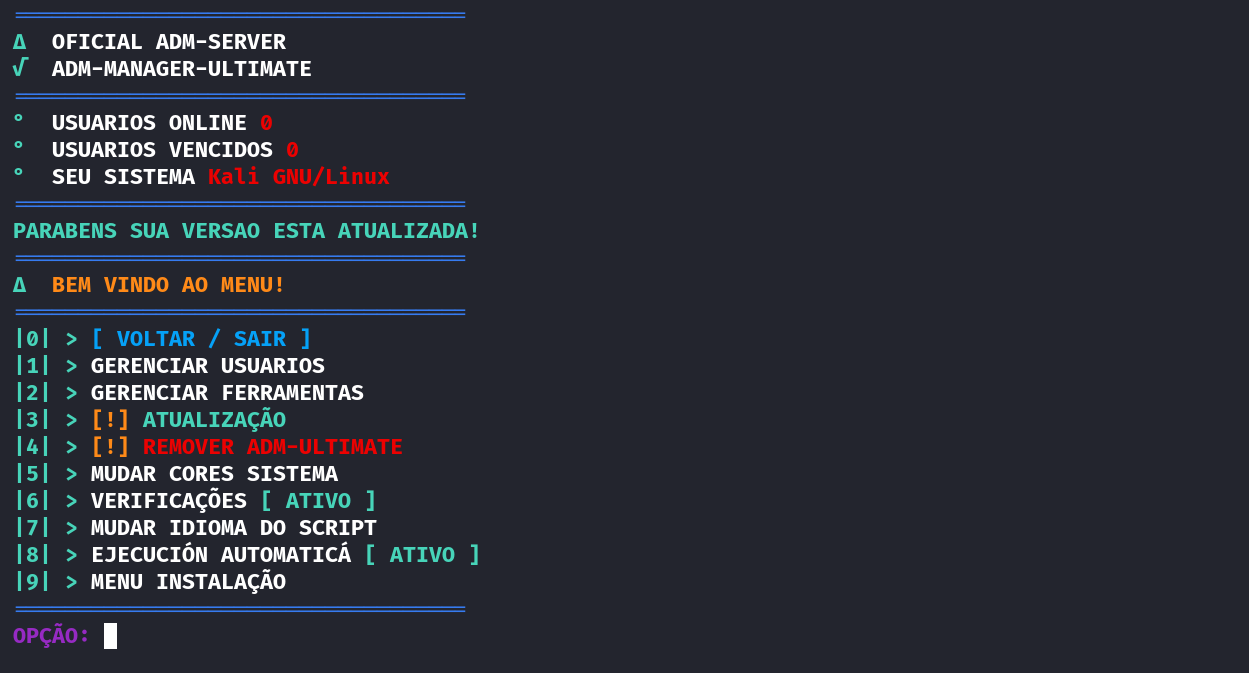 Δ OFICIAL ADM-SERVER
√ ADM-MANAGER-ULTIMATE
° USUARIOS ONLINE 0
° USUARIOS VENCIDOS 0
° SEU SISTEMA Kali GNU/Linux
PARABENS SUA VERSAO ESTA ATUALIZADA!
Δ BEM VINDO AO MENU!
|0| > [ VOLTAR / SAIR ]
|1| > GERENCIAR USUARIOS
|2| > GERENCIAR FERRAMENTAS
|3| > [!] ATUALIZAÇÃO
|4| > [!] REMOVER ADM-ULTIMATE
|5| > MUDAR CORES SISTEMA
|6| > VERIFICAÇÕES [ ATIVO ]
|7| > MUDAR IDIOMA DO SCRIPT
|8| > EJECUCIÓN AUTOMATICÁ [ ATIVO ]
|9| > MENU INSTALAÇÃO
OPÇÃO: